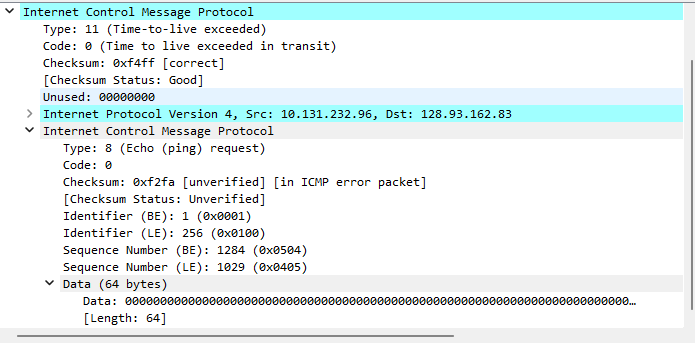 Internet Control Message Protocol
Type: 11 (Time-to-live exceeded)
Code: 0 (Time to live exceeded in transit)
Checksum: 0xf4ff [correct]
[Checksum Status: Good]
Unused: 00000000
Internet Protocol Version 4, Src: 10.131.232.96, Dst: 128.93.162.83
Internet Control Message Protocol
Type: 8 (Echo (ping) request)
Code: 0
Checksum: 0xf2fa [unverified] [in ICMP error packet]
[Checksum Status: Unverified]
Identifier (BE): 1 (0x0001)
Identifier (LE): 256 (0x0100)
Sequence Number (BE): 1284 (0x0504)
Sequence Number (LE): 1029 (0x0405)
Data (64 bytes)
Data: 000000000000000000000000000000000000000000000000000000000000000000000000…
[Length: 64]